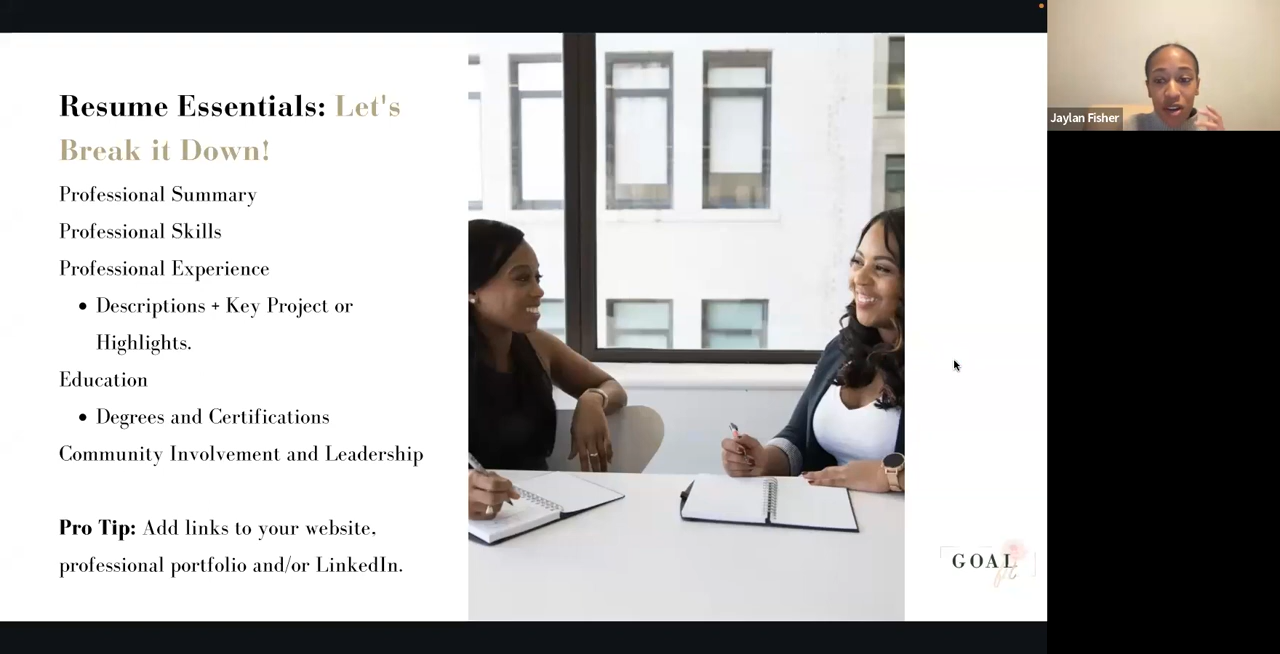 Resume Essentials: Let's
Break it Down!
Professional Summary
Professional Skills
Professional Experience
• Descriptions + Key Project or
Highlights.
Education
• Degrees and Certifications
Community Involvement and Leadership
Pro Tip: Add links to your website,
professional portfolio and/or LinkedIn.
GOAL
fit
Jaylan Fisher